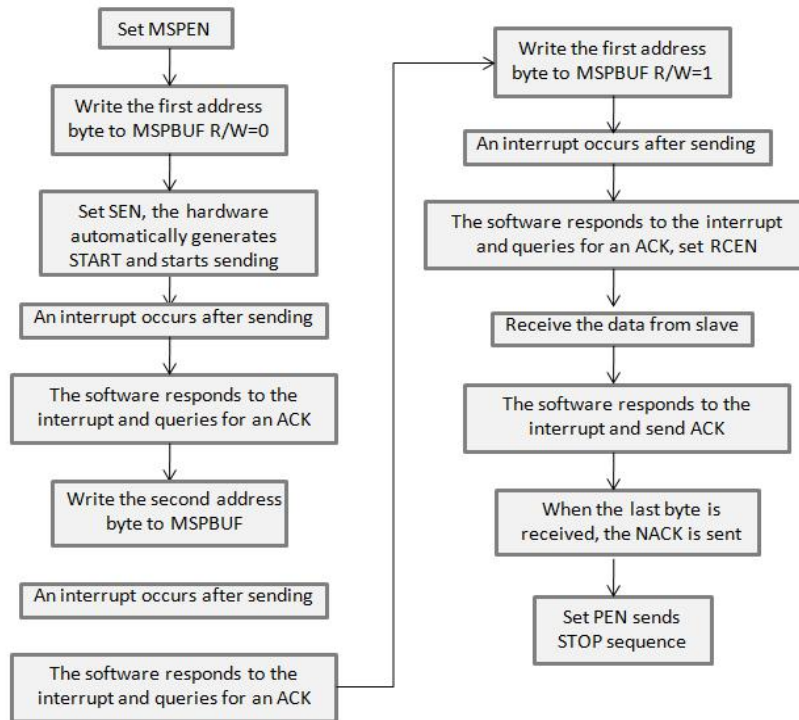 Set MSPEN
Write the first address
byte to MSPBUF R/W=0
Set SEN, the hardware
automatically generates
START and starts sending
An interrupt occurs after sending
The software responds to the
interrupt and queries for an ACK
Write the second address
byte to MSPBUF
An interrupt occurs after sending
The software responds to the
interrupt and queries for an ACK
Write the first address
byte to MSPBUF R/W=1
An interrupt occurs after sending
The software responds to the interrupt
and queries for an ACK, set RCEN
Receive the data from slave
The software responds to the
interrupt and send ACK
When the last byte is
received, the NACK is sent
Set PEN sends
STOP sequence